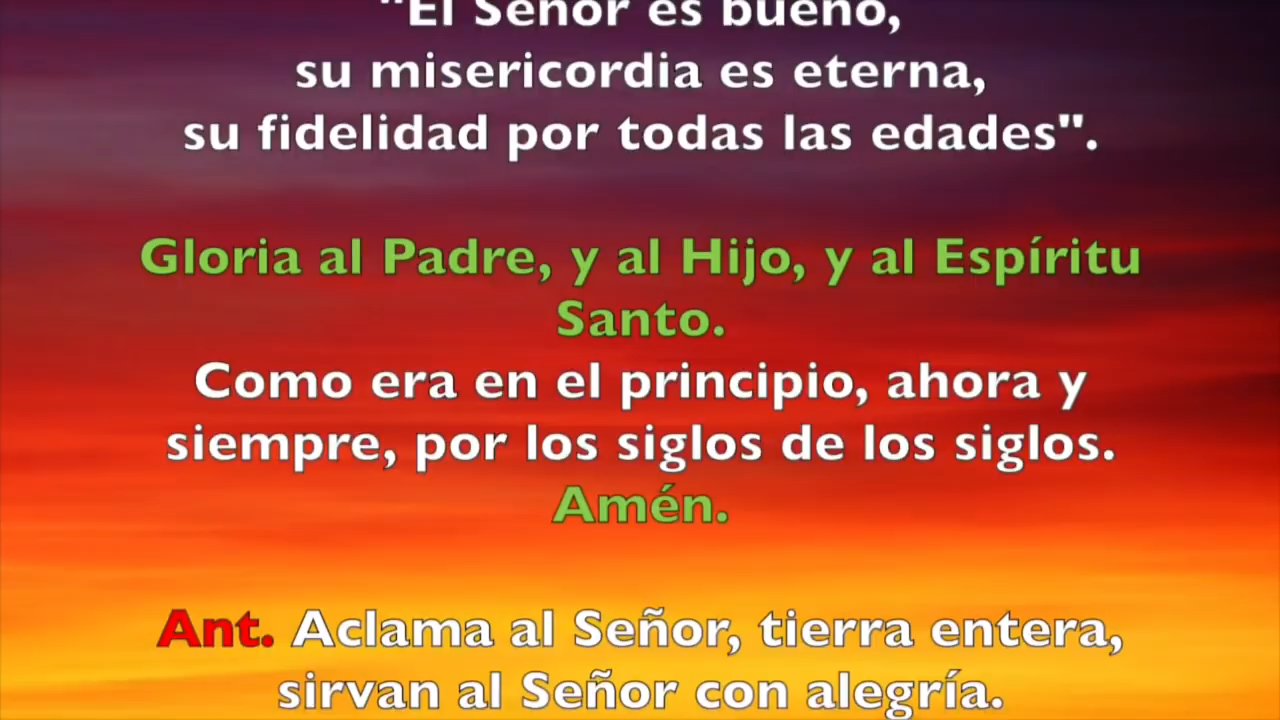 "El Señor es bueno,
su misericordia es eterna,
su fidelidad por todas las edades".
Gloria al Padre, y al Hijo, y al Espíritu
Santo.
Como era en el principio, ahora y
siempre, por los siglos de los siglos.
Amén.
Ant. Aclama al Señor, tierra entera,
sirvan al Señor con alegría.